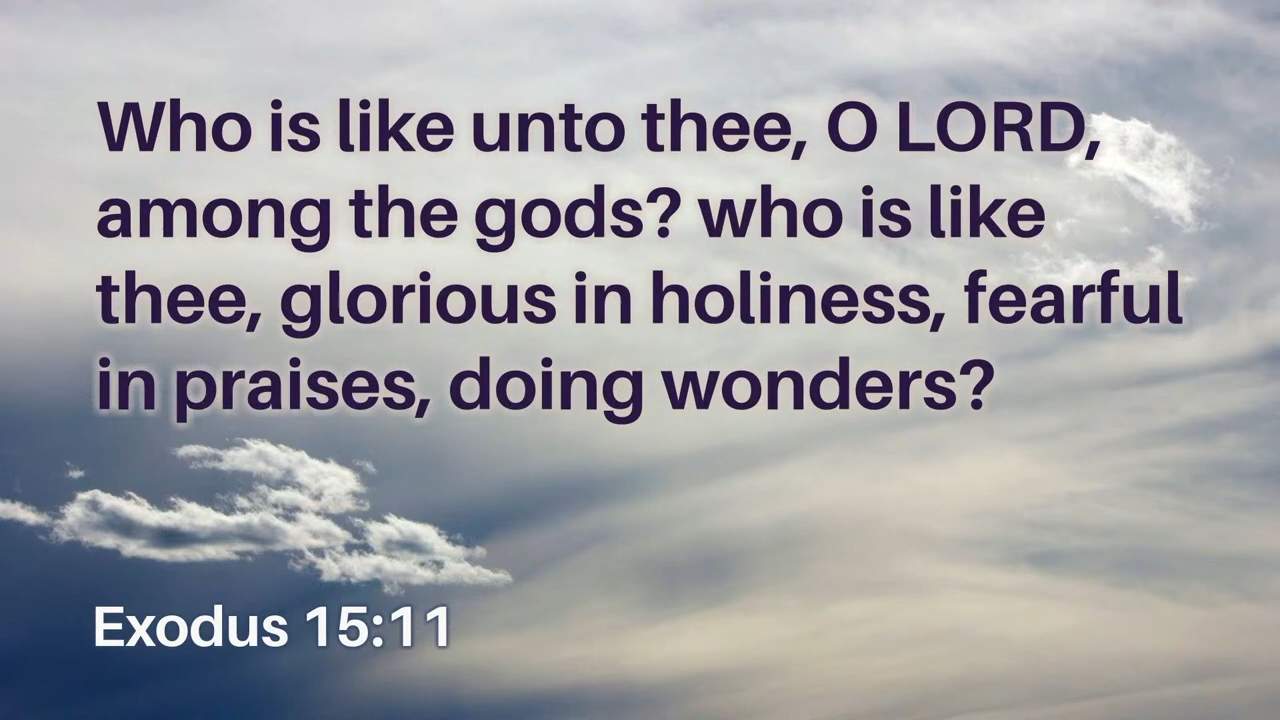 Who is like unto thee, O LORD,
among the gods? who is like
thee, glorious in holiness, fearful
in praises, doing wonders?
Exodus 15:11